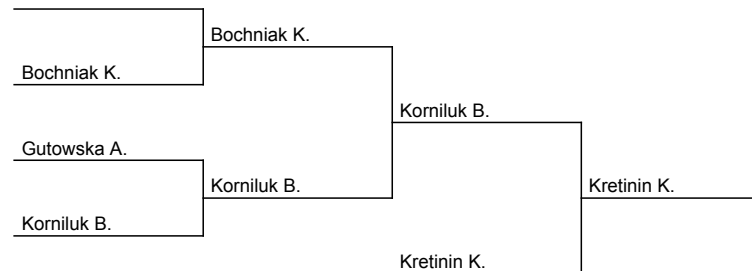 Bochniak K.
Bochniak K.
Korniluk B.
Gutowska A.
Korniluk B.
Kretinin K.
Korniluk B.
Kretinin K.